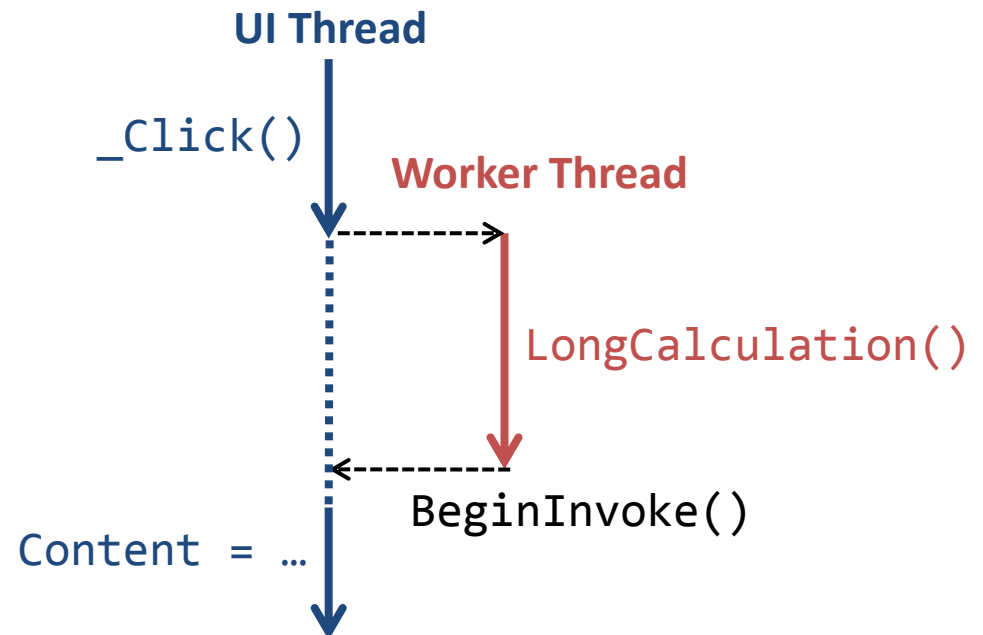 UI Thread
_Click()
Worker Thread
LongCalculation()
BeginInvoke()
Content = …